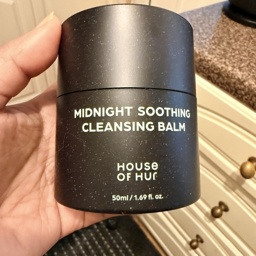 MIDNIGHT SOOTHING
CLEANSING BALM
HOUSE
OF HUR
50ml / 1.69 fl. oz.